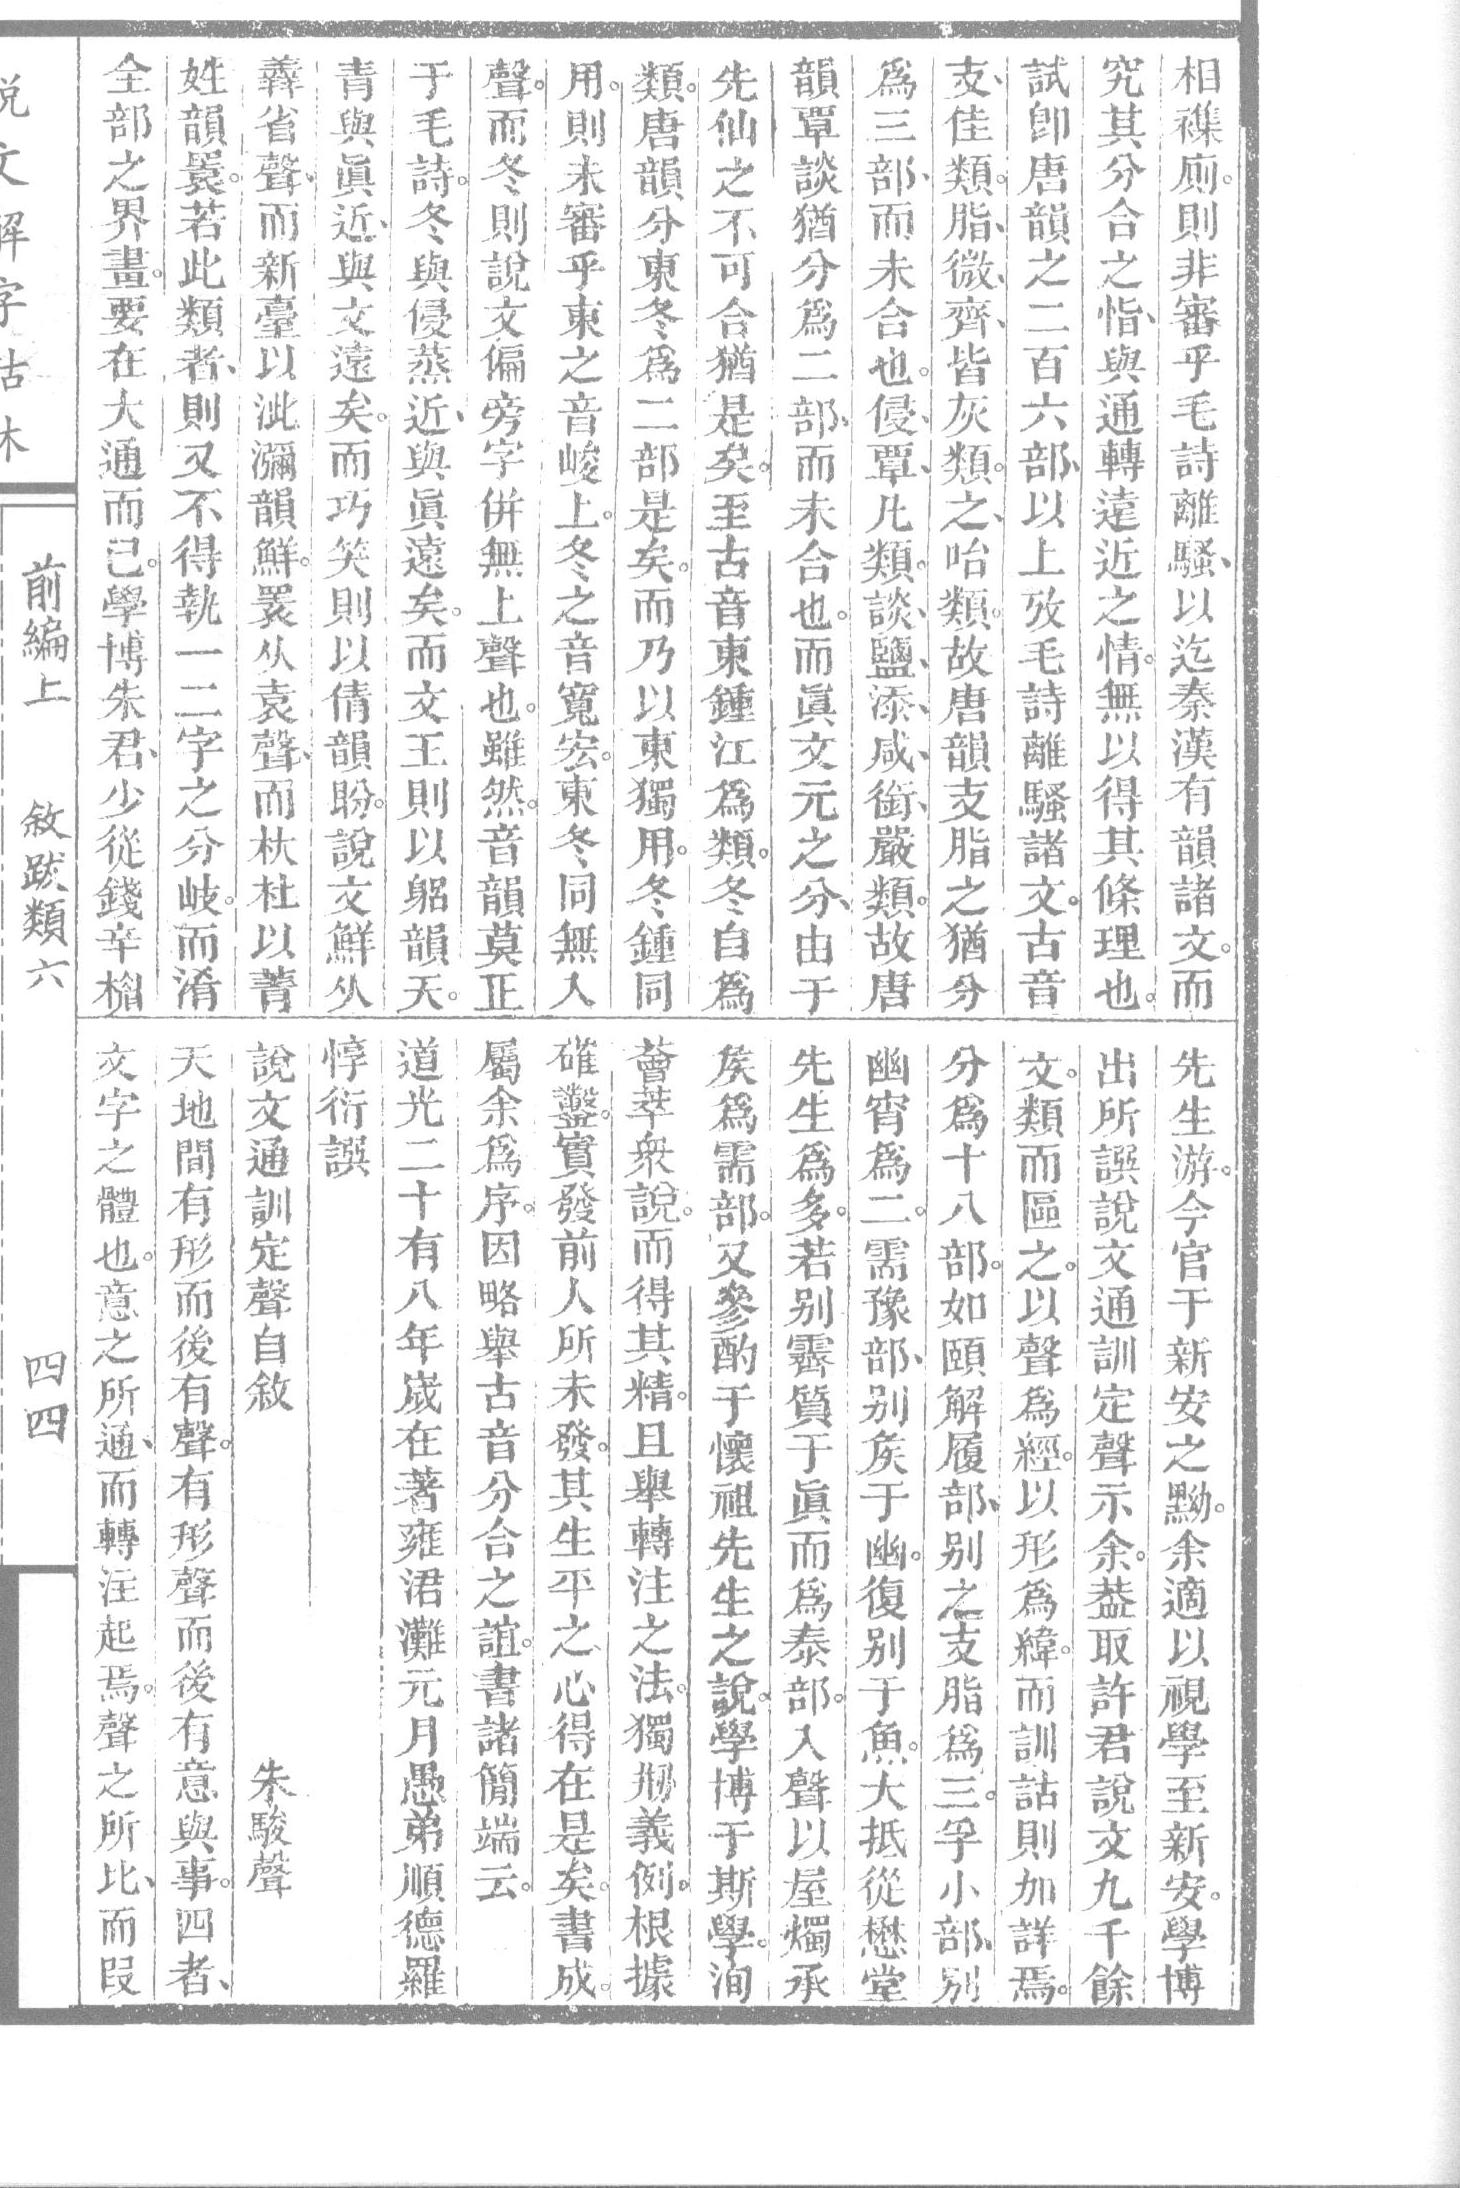 相襍廁。則非審乎毛詩離騷、以迄秦漢有韻諸文。而
究其分合之恉、與通轉遠近之情。無以得其條理也。
試卽唐韻之二百六部、以上攷毛詩離騷諸文。古音
支、佳類。脂、微、齊、皆灰類。之、咍類。故唐韻支脂之猶分
爲三部、而未合也。侵、覃凡類。談、鹽、添、咸、銜、嚴類。故唐
韻覃談猶分爲二部、而未合也。而眞文元之分、由于
先仙之不可合猶是矣。至古音東鍾江爲類。冬自爲
類。唐韻分東冬爲二部是矣。而乃以東獨用。冬鍾同
用。則未審乎東之音峻上。冬之音寬宏。東冬同無入
聲。而冬則說文偏旁字併無上聲也。雖然。音韻莫正
于毛詩。冬與侵蒸近、與眞遠矣。而文王則以躬韻天。
青與眞近、與文遠矣。而巧笑則以倩韻盼。說文鮮从
羴省聲、而新臺以泚瀰韻鮮。睘从袁聲、而杕杜以菁
姓韻睘。若此類者、則又不得執一二字之分岐。而淆
全部之界畫。要在大通而已。學博朱君、少從錢辛楣
先生游。今官于新安之黟。余適以視學至新安。學博
出所譔說文通訓定聲示余。葢取許君說文九千餘
文。類而區之。以聲爲經。以形爲緯。而訓詁則加詳焉。
分爲十八部。如頤解履部、別之支脂爲三。孚小部、別
幽宵爲二。需豫部、別矦于幽。復別于魚。大抵從懋堂
先生爲多。若別霽質于眞而爲泰部。入聲以屋燭承
矦爲需部。又參酌于懷祖先生之說。學博于斯學。洵
薈萃衆說。而得其精。且舉轉注之法。獨刱義例。根據
確鑿。實發前人所未發。其生平之心得在是矣。書成。
屬余爲序。因略舉古音分合之誼。書諸簡端云。
道光二十有八年歲在著雍涒灘元月愚弟順德羅
惇衍譔
說文通訓定聲自敘
朱駿聲
天地間有形而後有聲。有形聲而後有意與事。四者、
文字之體也。意之所通、而轉注起焉。聲之所比、而叚
前編上
敘跋類六
四四